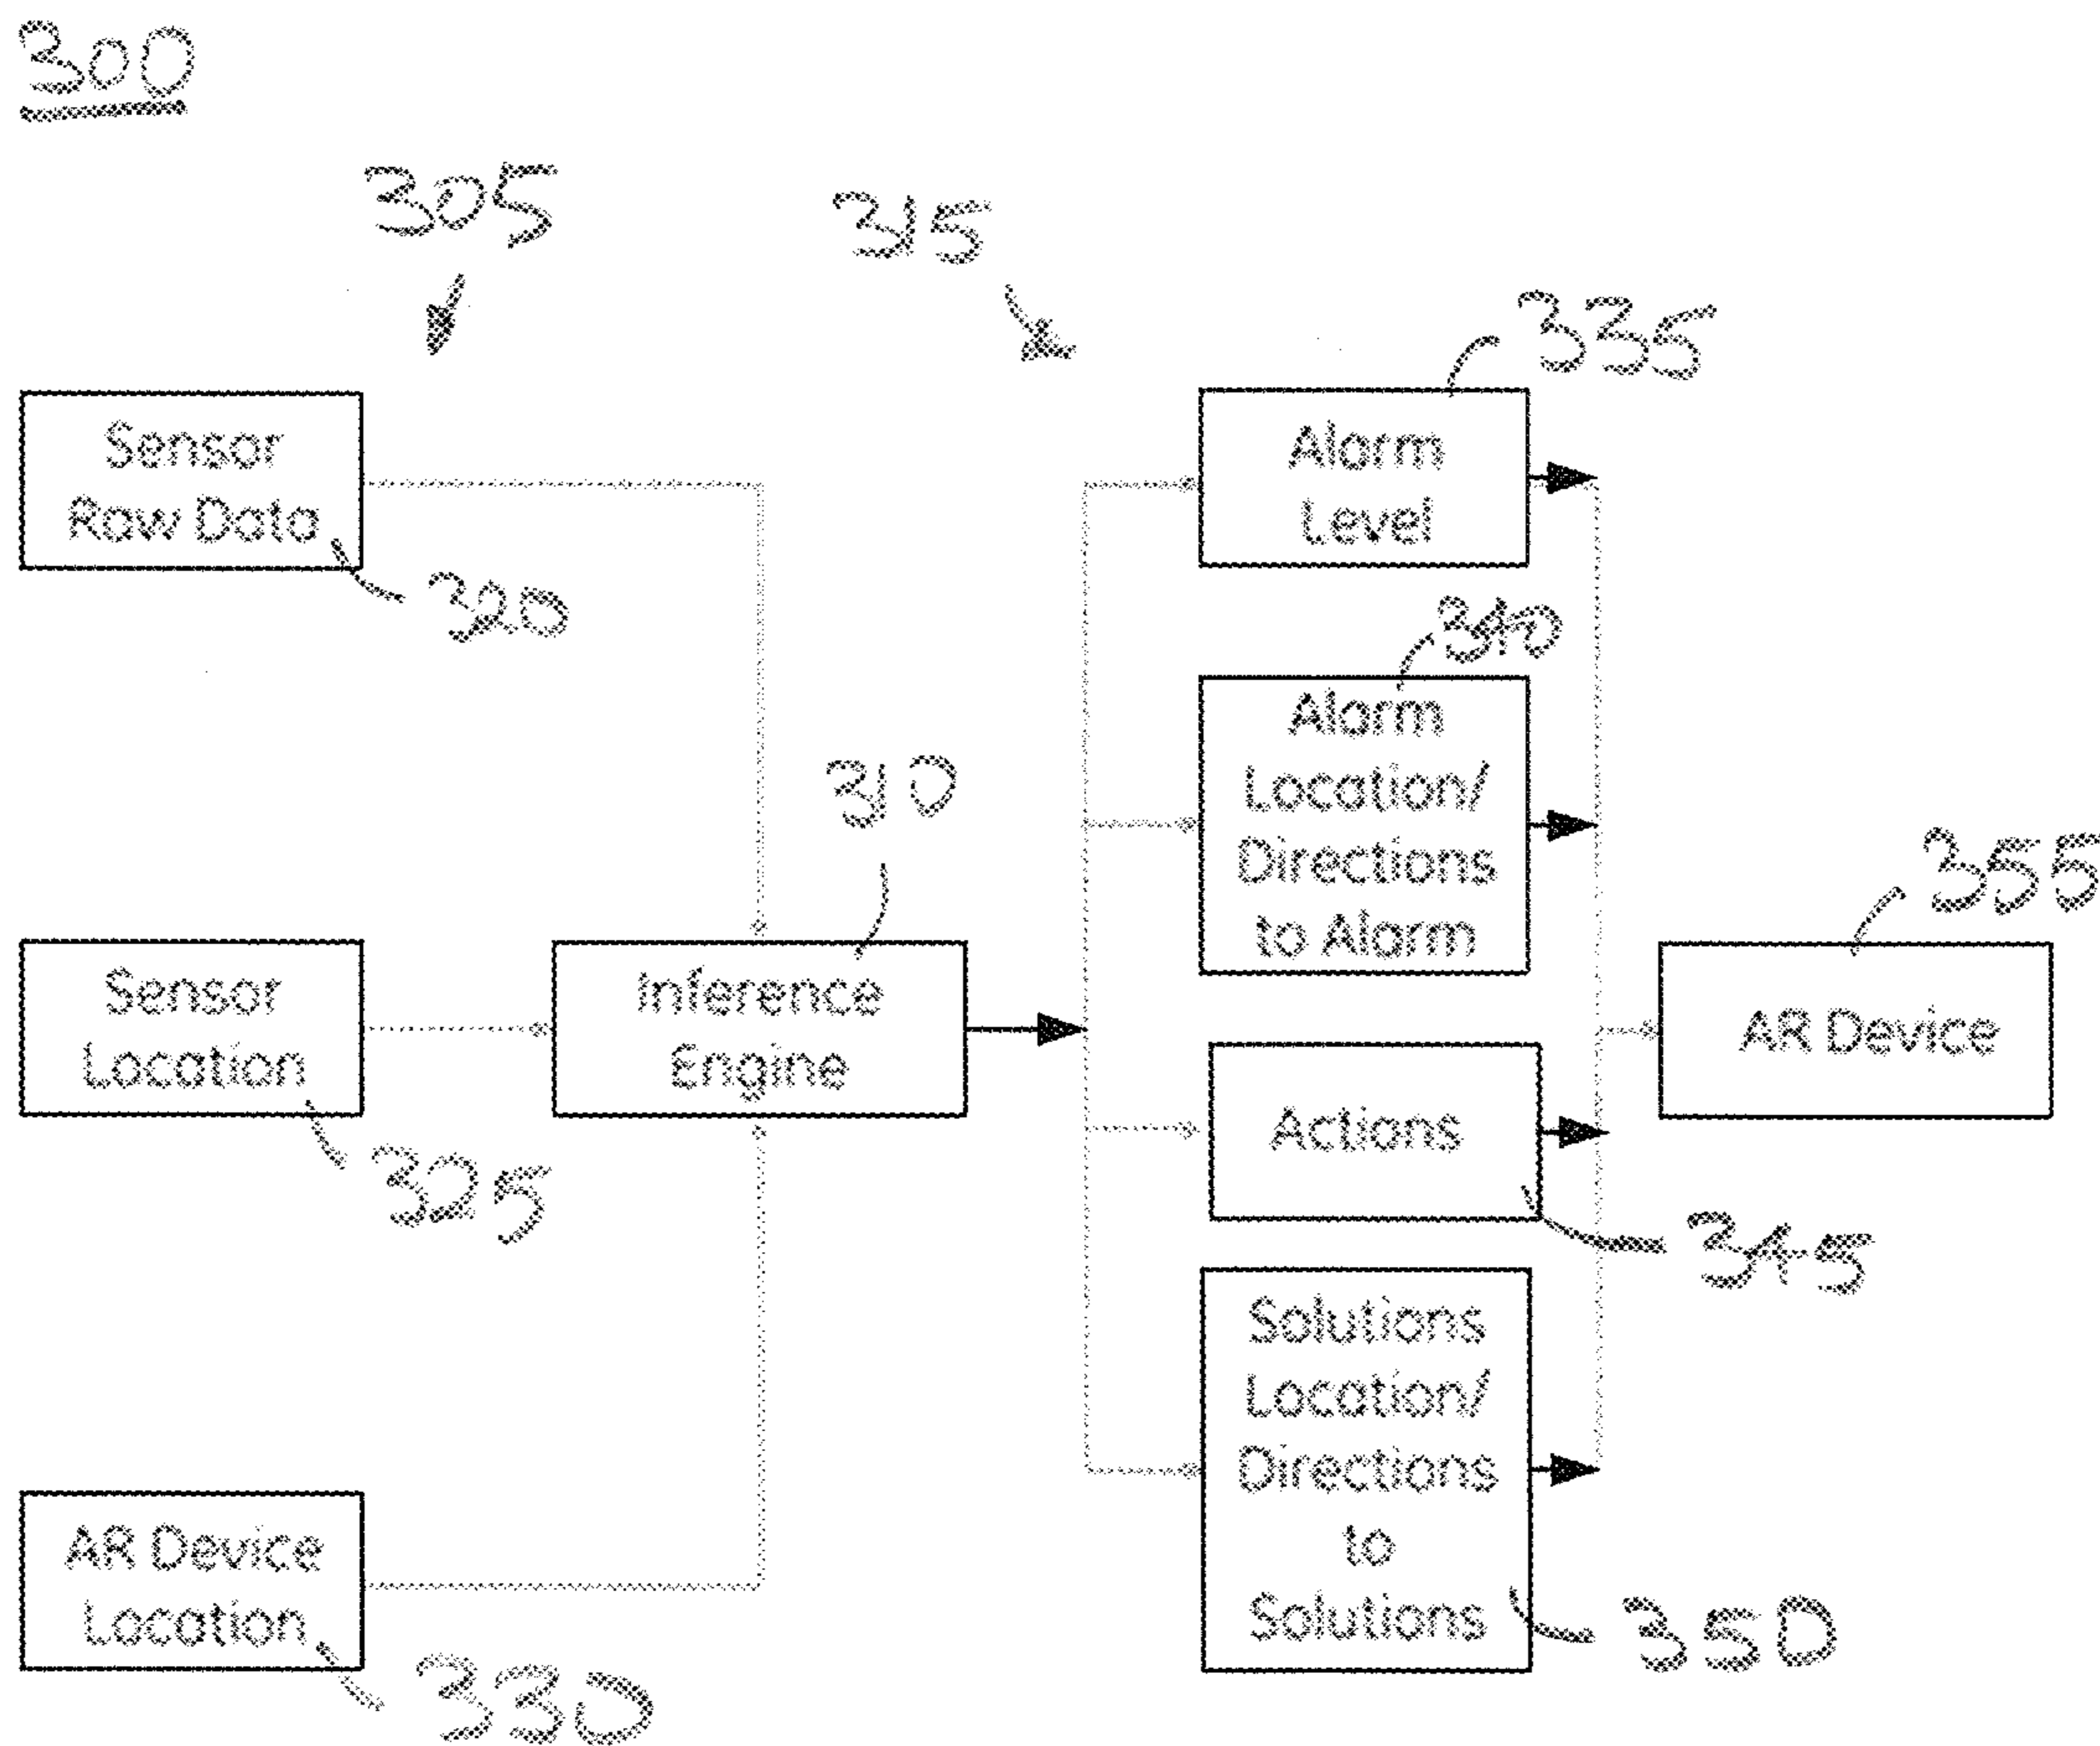 300
305
315
335
Sensor
Raw Data
320
Alarm
Level
340
Alarm
Location/
Directions
to Alarm
310
355
Sensor
Location
325
Inference
Engine
AR Device
Actions
345
Solutions
Location/
Directions
to
Solutions
350
AR Device
Location
330